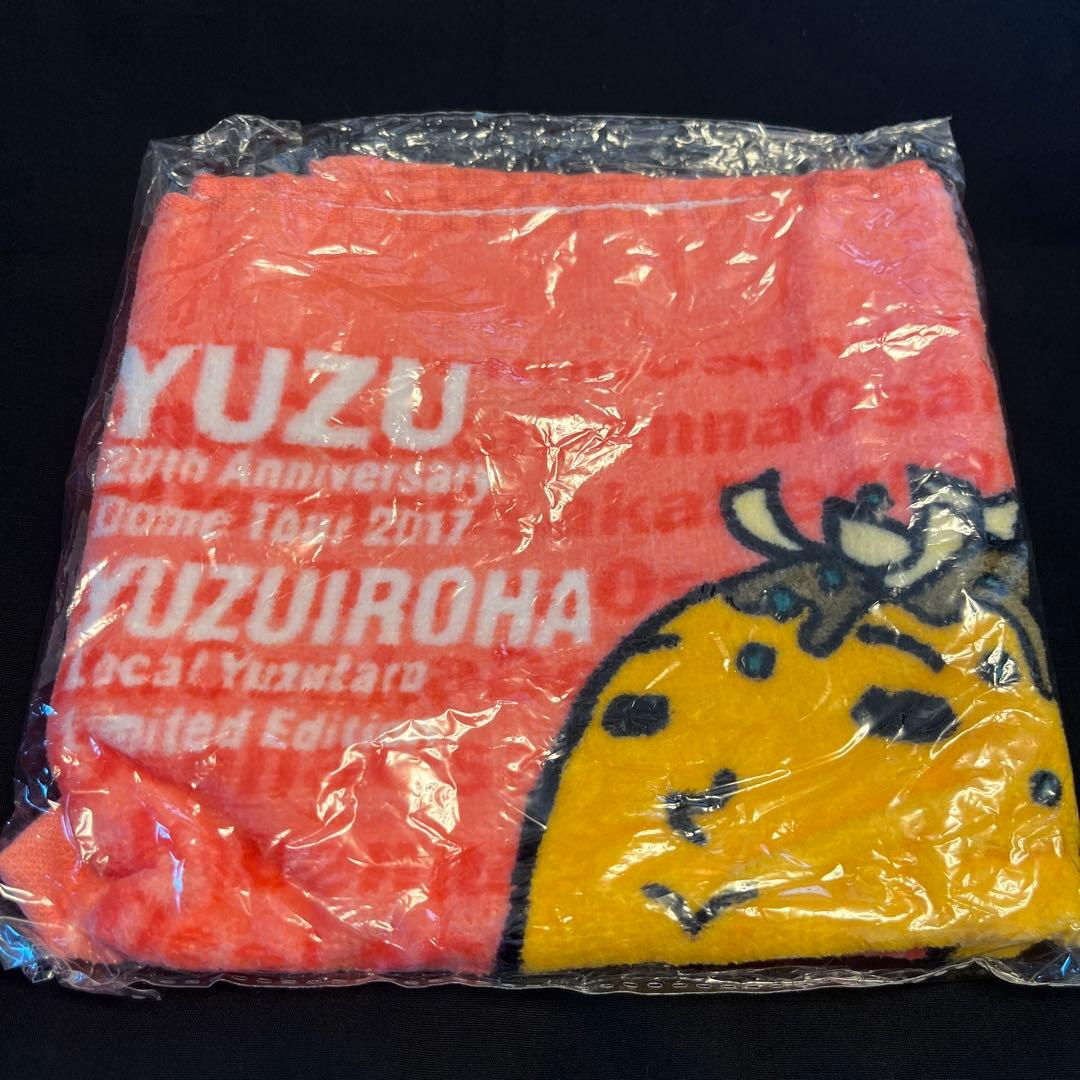 YUZU
20th Anniversary
Dome Tour 2017
YUZUIROHA
Local Yuzutaro
Limited Edition